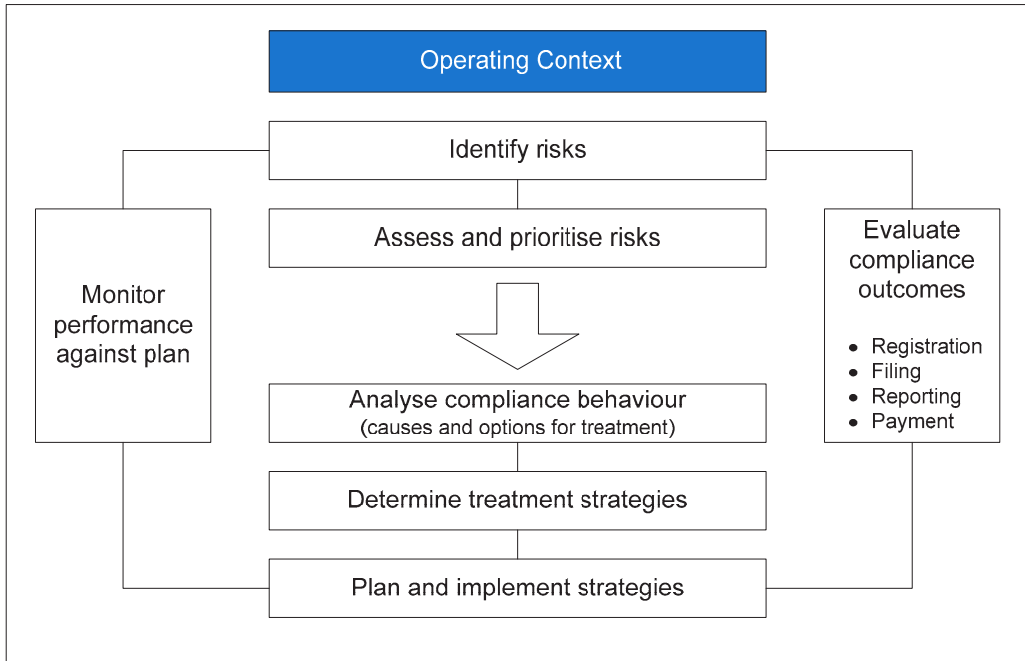 Operating Context
Identify risks
Assess and prioritise risks
Monitor
performance
against plan
Evaluate
compliance
outcomes
● Registration
● Filing
● Reporting
● Payment
Analyse compliance behaviour
(causes and options for treatment)
Determine treatment strategies
Plan and implement strategies